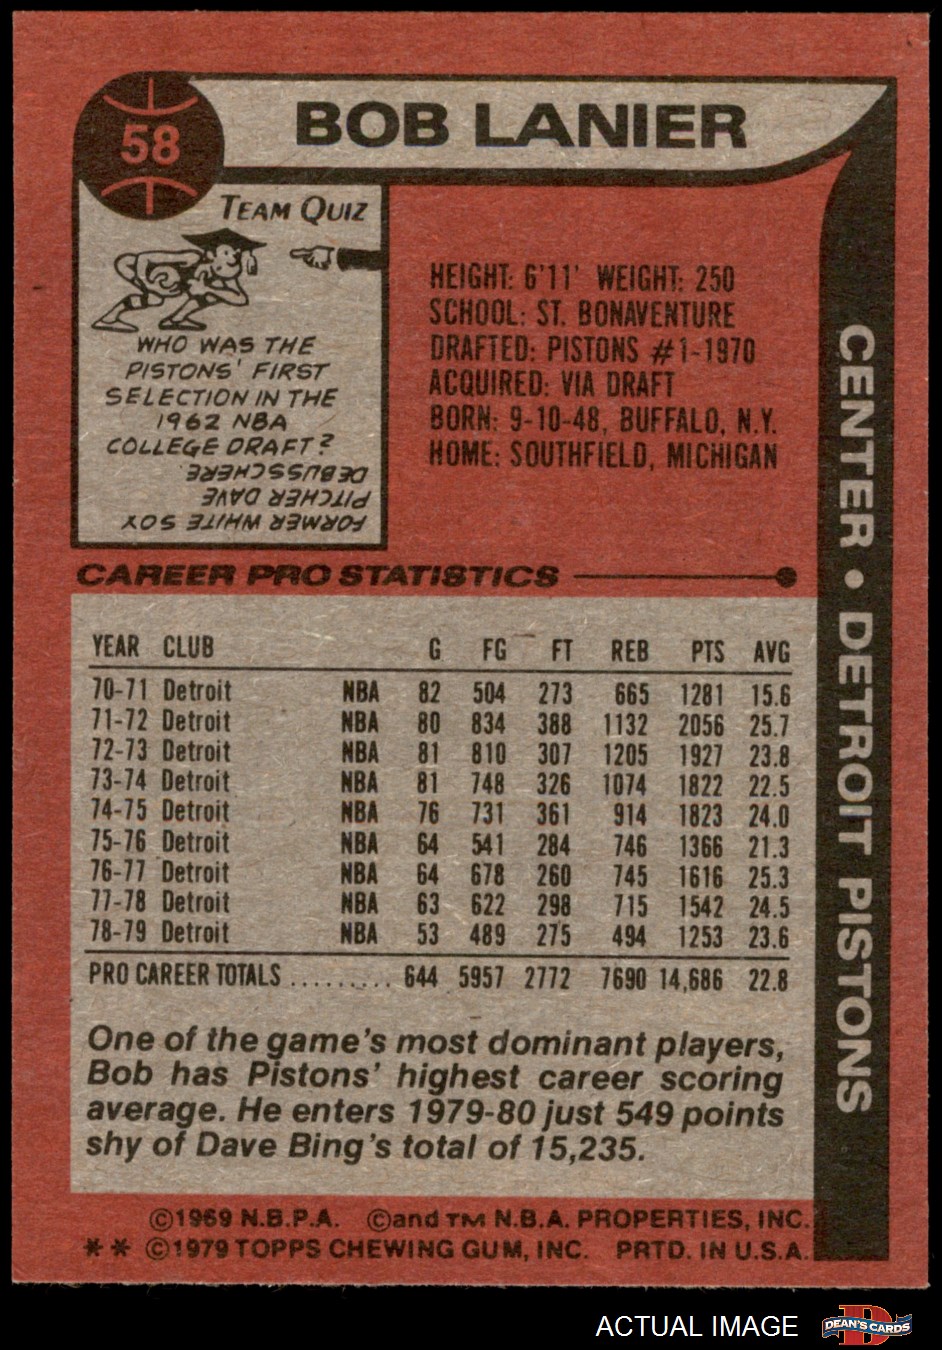 58
BOB LANIER
TEAM QUIZ
WHO WAS THE
PISTONS' FIRST
SELECTION IN THE
1962 NBA
COLLEGE DRAFT?
FORMER WHITE SOX
PITCHER DAVE
DEBUSSCHERE
HEIGHT: 6'11' WEIGHT: 250
SCHOOL: ST. BONAVENTURE
DRAFTED: PISTONS #1-1970
ACQUIRED: VIA DRAFT
BORN: 9-10-48, BUFFALO, N.Y.
HOME: SOUTHFIELD, MICHIGAN
CENTER • DETROIT PISTONS
CAREER PRO STATISTICS
YEAR CLUB G FG FT REB PTS AVG
70-71 Detroit NBA 82 504 273 665 1281 15.6
71-72 Detroit NBA 80 834 388 1132 2056 25.7
72-73 Detroit NBA 81 810 307 1205 1927 23.8
73-74 Detroit NBA 81 748 326 1074 1822 22.5
74-75 Detroit NBA 76 731 361 914 1823 24.0
75-76 Detroit NBA 64 541 284 746 1366 21.3
76-77 Detroit NBA 64 678 260 745 1616 25.3
77-78 Detroit NBA 63 622 298 715 1542 24.5
78-79 Detroit NBA 53 489 275 494 1253 23.6
PRO CAREER TOTALS ......... 644 5957 2772 7690 14,686 22.8
One of the game's most dominant players,
Bob has Pistons' highest career scoring
average. He enters 1979-80 just 549 points
shy of Dave Bing's total of 15,235.
©1969 N.B.P.A. ©and TM N.B.A. PROPERTIES, INC.
** ©1979 TOPPS CHEWING GUM, INC. PRTD. IN U.S.A.
ACTUAL IMAGE
D
DEAN'S CARDS